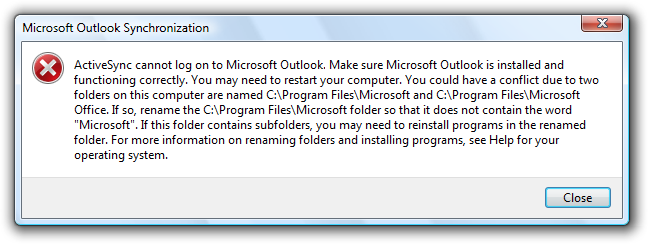 Microsoft Outlook Synchronization
ActiveSync cannot log on to Microsoft Outlook. Make sure Microsoft Outlook is installed and
functioning correctly. You may need to restart your computer. You could have a conflict due to two
folders on this computer are named C:\Program Files\Microsoft and C:\Program Files\Microsoft
Office. If so, rename the C:\Program Files\Microsoft folder so that it does not contain the word
"Microsoft". If this folder contains subfolders, you may need to reinstall programs in the renamed
folder. For more information on renaming folders and installing programs, see Help for your
operating system.
Close